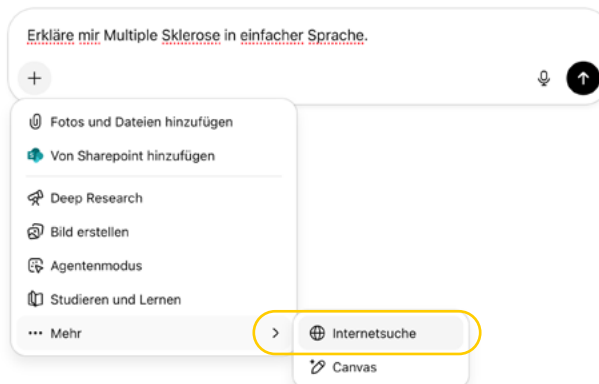 Erkläre mir Multiple Sklerose in einfacher Sprache.
Fotos und Dateien hinzufügen
Von Sharepoint hinzufügen
Deep Research
Bild erstellen
Agentenmodus
Studieren und Lernen
Mehr
Internetsuche
Canvas